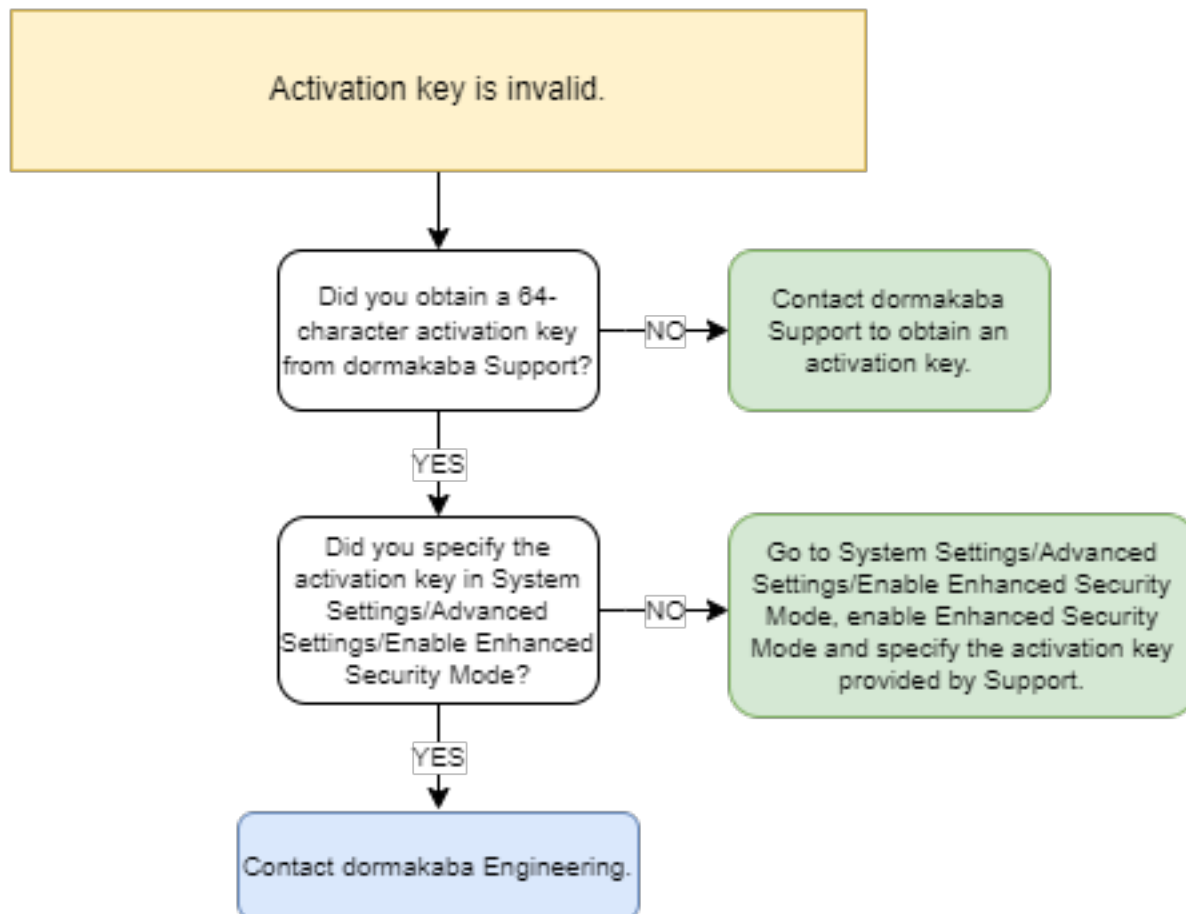 Activation key is invalid.
Did you obtain a 64-
character activation key
from dormakaba Support?
NO
Contact dormakaba
Support to obtain an
activation key.
YES
Did you specify the
activation key in System
Settings/Advanced
Settings/Enable Enhanced
Security Mode?
NO
Go to System Settings/Advanced
Settings/Enable Enhanced Security
Mode, enable Enhanced Security
Mode and specify the activation key
provided by Support.
YES
Contact dormakaba Engineering.